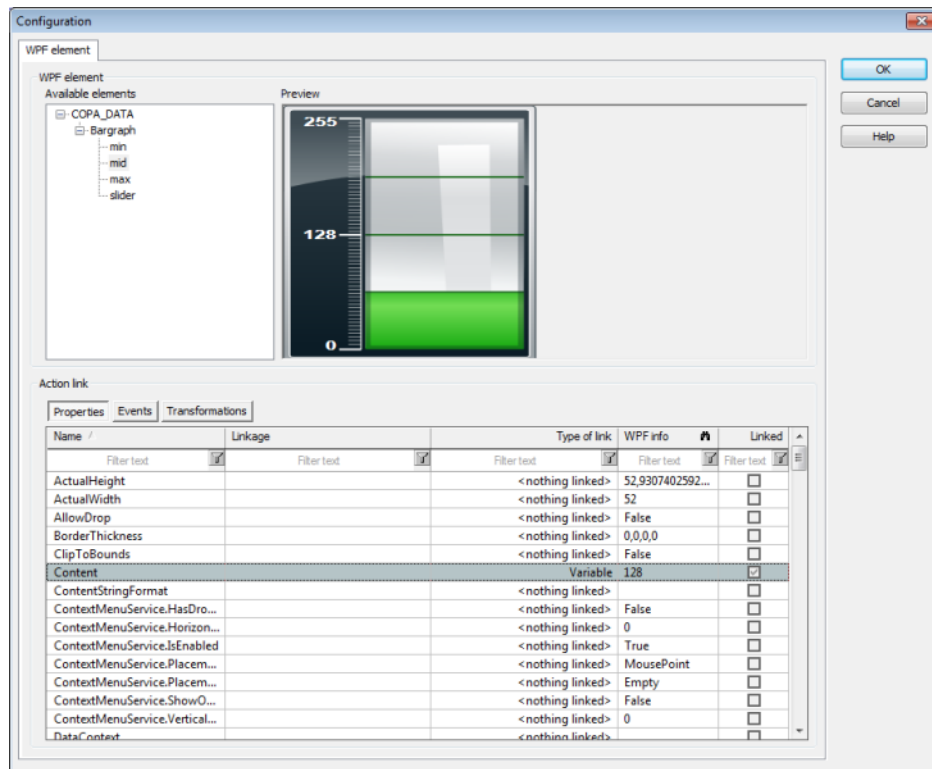 Configuration
WPF element
WPF element
Available elements Preview
COPA_DATA
Bargraph
min
mid
max
slider
255
128
0
OK
Cancel
Help
Action link
Properties Events Transformations
Name Linkage Type of link WPF info Linked
Filter text Filter text Filter text Filter text Filter text
ActualHeight <nothing linked> 52,9307402592...
ActualWidth <nothing linked> 52
AllowDrop <nothing linked> False
BorderThickness <nothing linked> 0,0,0,0
ClipToBounds <nothing linked> False
Content Variable 128
ContentStringFormat <nothing linked>
ContextMenuService.HasDro... <nothing linked> False
ContextMenuService.Horizon... <nothing linked> 0
ContextMenuService.IsEnabled <nothing linked> True
ContextMenuService.Placem... <nothing linked> MousePoint
ContextMenuService.Placem... <nothing linked> Empty
ContextMenuService.ShowO... <nothing linked> False
ContextMenuService.Vertical... <nothing linked> 0
DataContext <nothing linked>